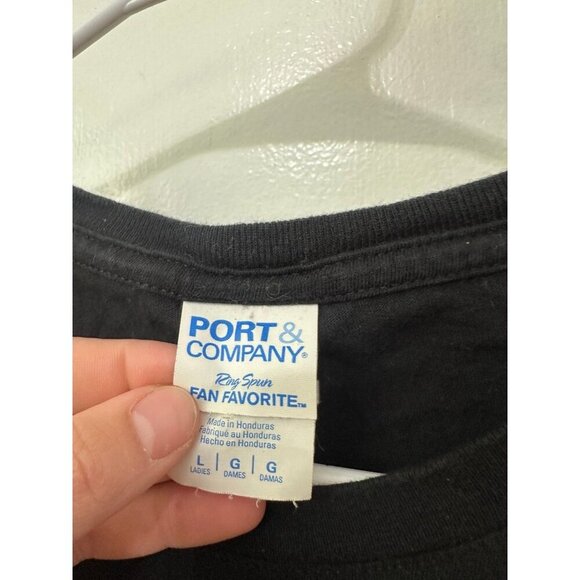 PORT&
COMPANY®
Ring Spun
FAN FAVORITE™
Made in Honduras
Fabriqué au Honduras
Hecho en Honduras
L | G | G
LADIES | DAMES | DAMAS